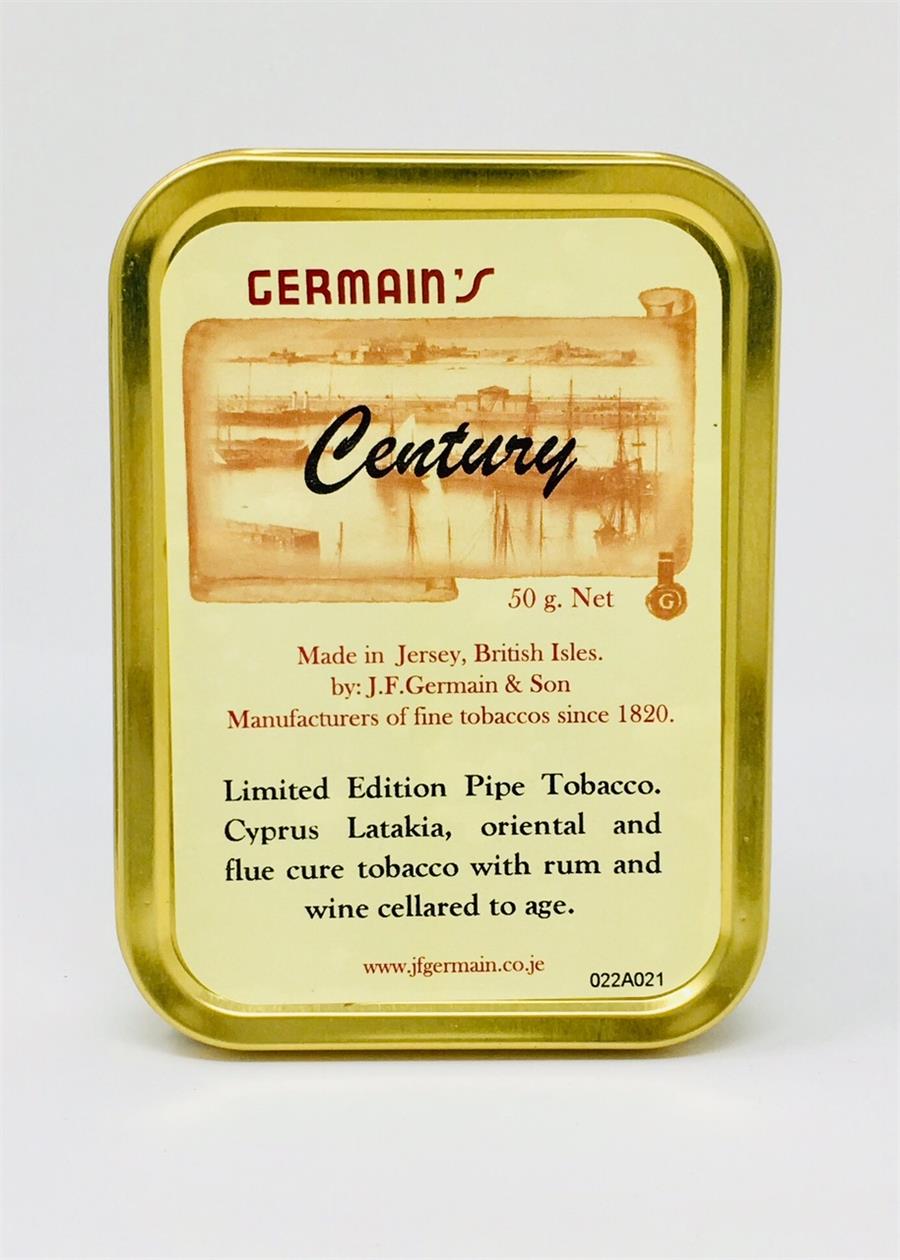 GERMAIN'S
Century
50 g. Net
G
Made in Jersey, British Isles.
by: J.F.Germain & Son
Manufacturers of fine tobaccos since 1820.
Limited Edition Pipe Tobacco.
Cyprus Latakia, oriental and
flue cure tobacco with rum and
wine cellared to age.
www.jfgermain.co.je
022A021